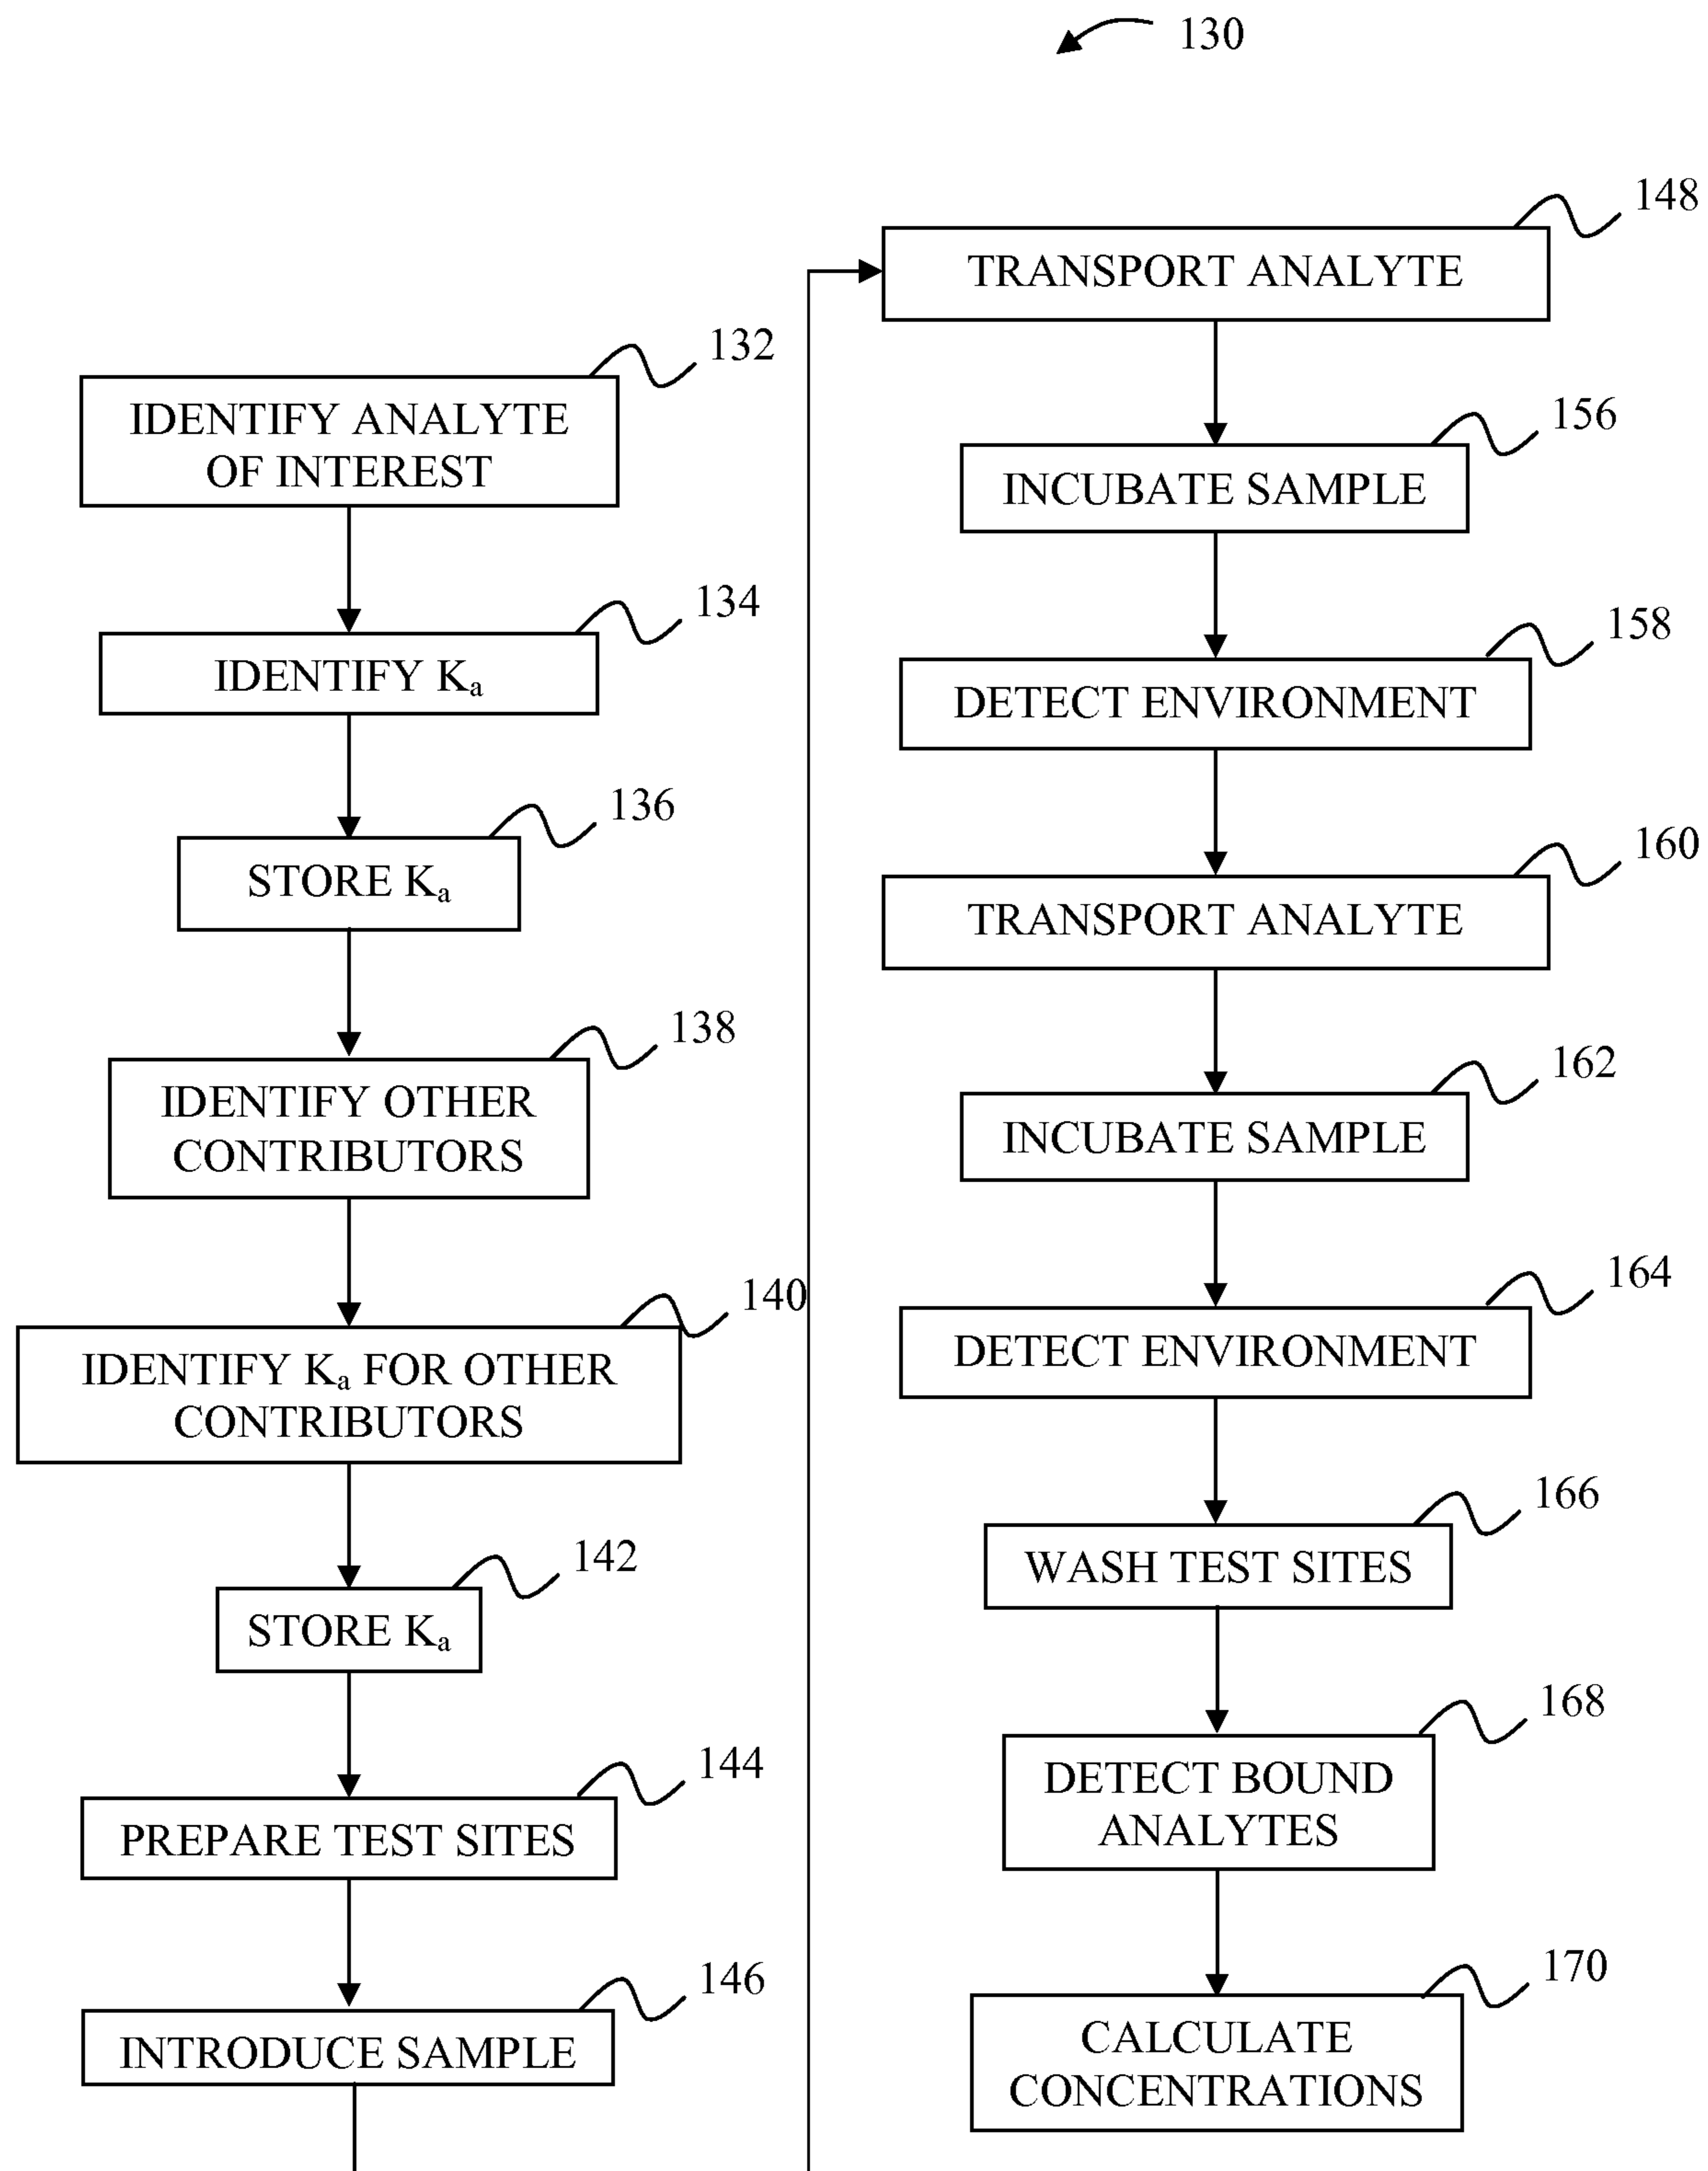 130
132
IDENTIFY ANALYTE
OF INTEREST
134
IDENTIFY Ka
136
STORE Ka
138
IDENTIFY OTHER
CONTRIBUTORS
140
IDENTIFY Ka FOR OTHER
CONTRIBUTORS
142
STORE Ka
144
PREPARE TEST SITES
146
INTRODUCE SAMPLE
148
TRANSPORT ANALYTE
156
INCUBATE SAMPLE
158
DETECT ENVIRONMENT
160
TRANSPORT ANALYTE
162
INCUBATE SAMPLE
164
DETECT ENVIRONMENT
166
WASH TEST SITES
168
DETECT BOUND
ANALYTES
170
CALCULATE
CONCENTRATIONS